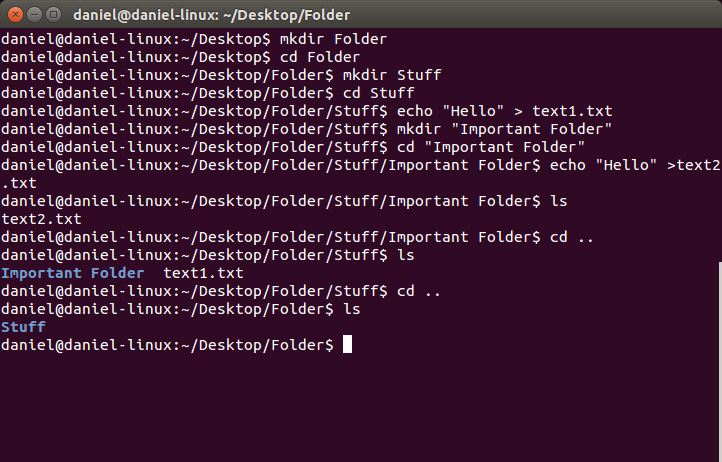 daniel@daniel-linux: ~/Desktop/Folder
daniel@daniel-linux:~/Desktop$ mkdir Folder
daniel@daniel-linux:~/Desktop$ cd Folder
daniel@daniel-linux:~/Desktop/Folder$ mkdir Stuff
daniel@daniel-linux:~/Desktop/Folder$ cd Stuff
daniel@daniel-linux:~/Desktop/Folder/Stuff$ echo "Hello" > text1.txt
daniel@daniel-linux:~/Desktop/Folder/Stuff$ mkdir "Important Folder"
daniel@daniel-linux:~/Desktop/Folder/Stuff$ cd "Important Folder"
daniel@daniel-linux:~/Desktop/Folder/Stuff/Important Folder$ echo "Hello" >text2
.txt
daniel@daniel-linux:~/Desktop/Folder/Stuff/Important Folder$ ls
text2.txt
daniel@daniel-linux:~/Desktop/Folder/Stuff/Important Folder$ cd ..
daniel@daniel-linux:~/Desktop/Folder/Stuff$ ls
Important Folder  text1.txt
daniel@daniel-linux:~/Desktop/Folder/Stuff$ cd ..
daniel@daniel-linux:~/Desktop/Folder$ ls
Stuff
daniel@daniel-linux:~/Desktop/Folder$